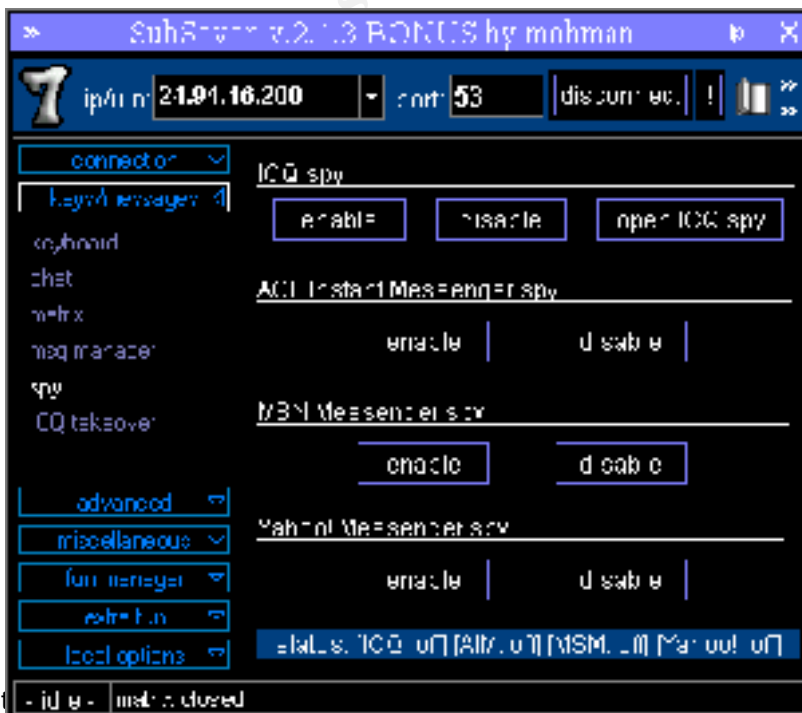 SubSeven v.2.1.3 BONUS by mobman
ip/uin: 24.94.16.200 port: 53 disconnect !
connection
keys/messages
keyboard
chat
matrix
msg manager
spy
ICQ takeover
advanced
miscellaneous
fun manager
extra fun
local options
ICQ spy
enable disable open ICQ spy
AOL Instant Messenger spy
enable disable
MSN Messenger spy
enable disable
Yahoo! Messenger spy
enable disable
status: [ICQ: off] [AIM: off] [MSM: off] [Yahoo!: off]
- idle - matrix closed